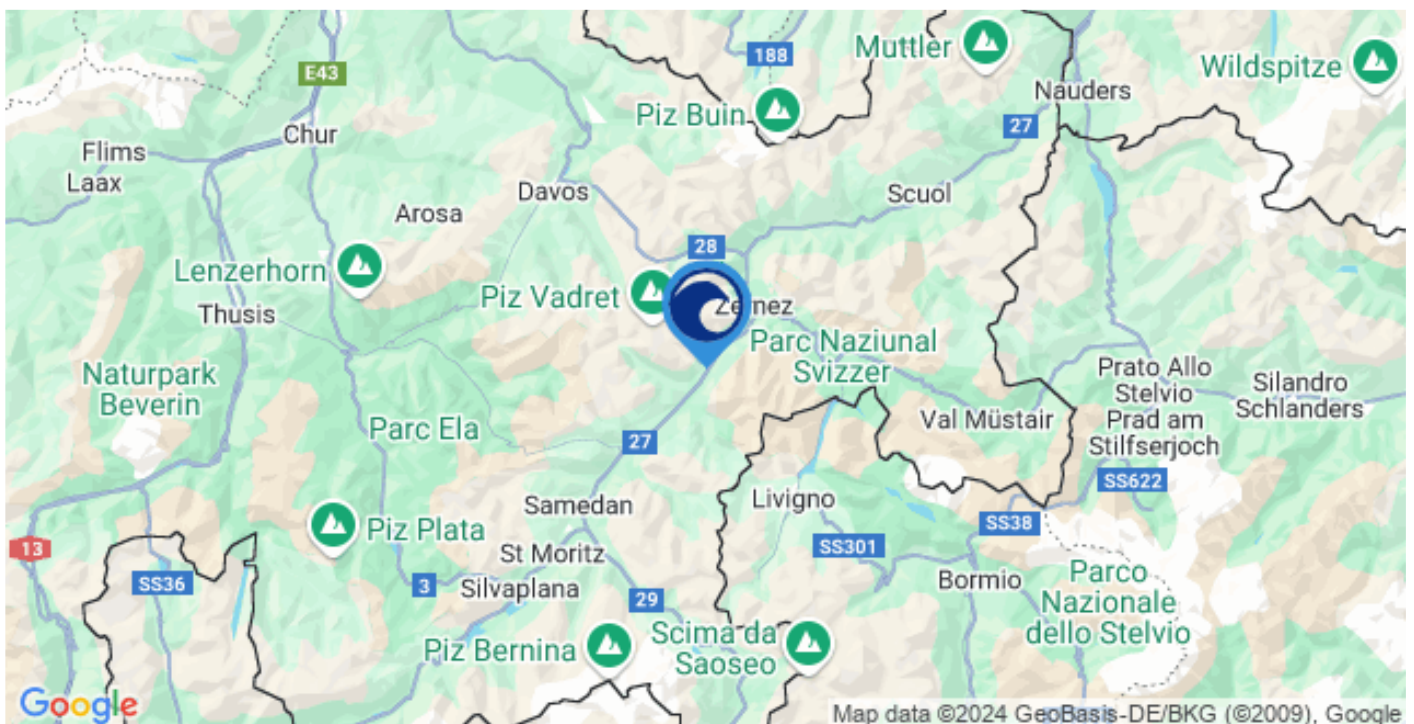 188
Muttler
Wildspitze
E43
Nauders
Piz Buin
27
Chur
Flims
Laax
Davos
Scuol
Arosa
28
Lenzerhorn
Piz Vadret
Zernez
Thusis
Parc Naziunal
Svizzer
Naturpark
Beverin
Prato Allo
Stelvio
Prad am
Stilfserjoch
Silandro
Schlanders
Parc Ela
Val Müstair
27
SS622
Samedan
Livigno
Piz Plata
SS38
13
St Moritz
SS301
SS36
3
Silvaplana
29
Bormio
Parco
Nazionale
dello Stelvio
Piz Bernina
Scima da
Saoseo
Google
Map data ©2024 GeoBasis-DE/BKG (©2009), Google